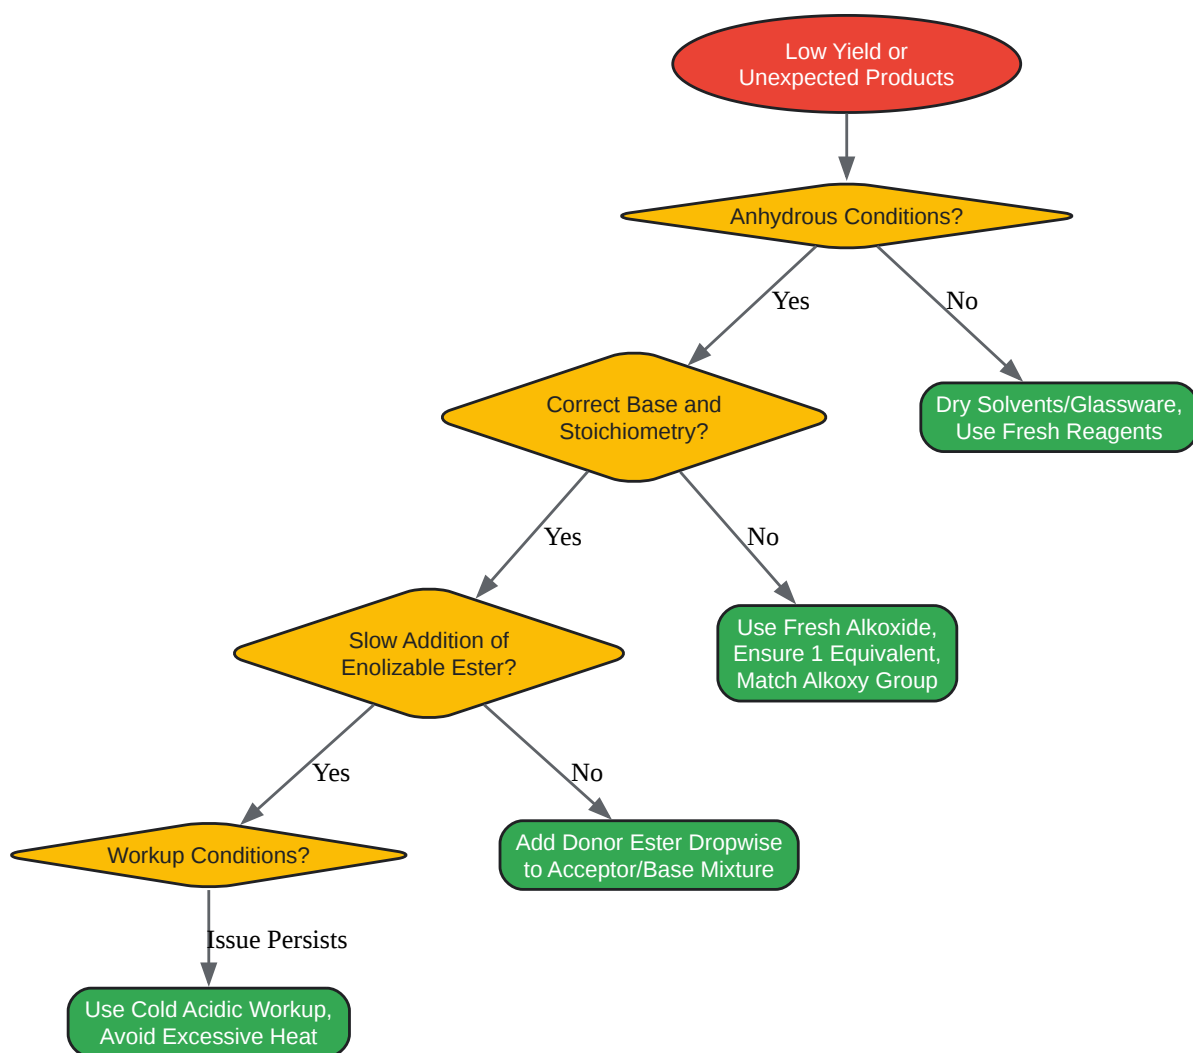 Low Yield or
Unexpected Products
Anhydrous Conditions?
Yes
No
Correct Base and
Stoichiometry?
Dry Solvents/Glassware,
Use Fresh Reagents
Yes
No
Slow Addition of
Enolizable Ester?
Use Fresh Alkoxide,
Ensure 1 Equivalent,
Match Alkoxy Group
Yes
No
Workup Conditions?
Add Donor Ester Dropwise
to Acceptor/Base Mixture
Issue Persists
Use Cold Acidic Workup,
Avoid Excessive Heat